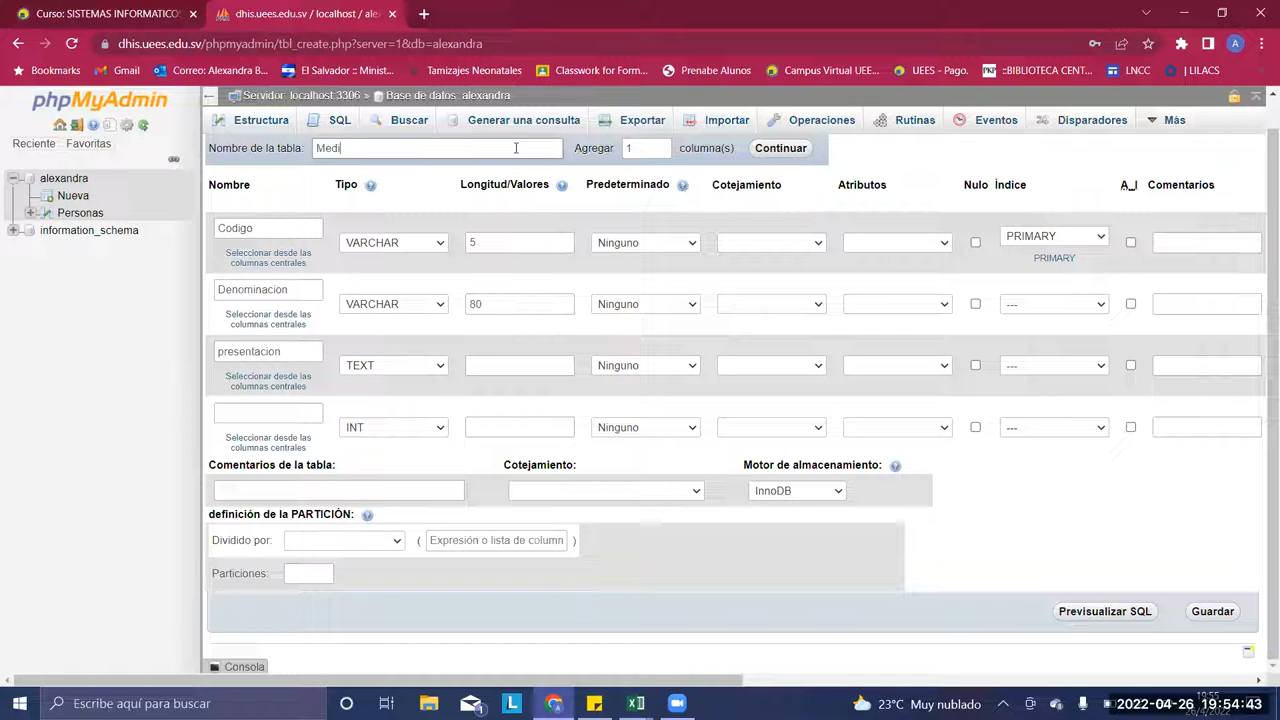 Curso: SISTEMAS INFORMATICOS
dhis.uees.edu.sv / localhost / ale
dhis.uees.edu.sv/phpmyadmin/tbl_create.php?server=1&db=alexandra
Bookmarks Gmail Correo: Alexandra B... El Salvador :: Minist... Tamizajes Neonatales Classwork for Form... Prenabe Alunos Campus Virtual UEE... UEES - Pago. ::BIBLIOTECA CENT... LNCC | LILACS
phpMyAdmin
Servidor: localhost:3306 » Base de datos: alexandra
Estructura SQL Buscar Generar una consulta Exportar Importar Operaciones Rutinas Eventos Disparadores Más
Reciente Favoritas
alexandra
Nueva
Personas
information_schema
Nombre de la tabla: Medi Agregar 1 columna(s) Continuar
Nombre Tipo Longitud/Valores Predeterminado Cotejamiento Atributos Nulo Índice A_I Comentarios
Codigo VARCHAR 5 Ninguno PRIMARY
Seleccionar desde las
columnas centrales
PRIMARY
Denominacion VARCHAR 80 Ninguno ---
Seleccionar desde las
columnas centrales
presentacion TEXT Ninguno ---
Seleccionar desde las
columnas centrales
INT Ninguno ---
Seleccionar desde las
columnas centrales
Comentarios de la tabla: Cotejamiento: Motor de almacenamiento:
InnoDB
definición de la PARTICIÓN:
Dividido por: ( Expresión o lista de column )
Particiones:
Previsualizar SQL Guardar
Consola
Escribe aquí para buscar
23°C Muy nublado
19:55
2022-04-26 19:54:43